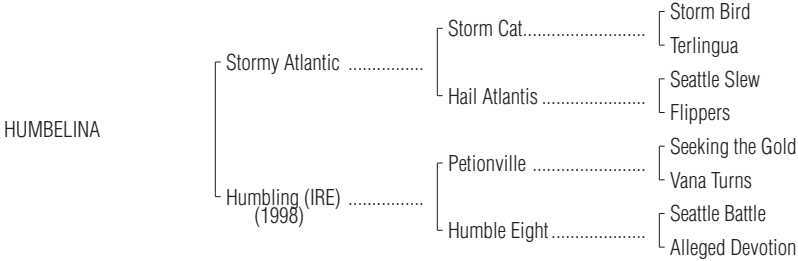 Storm Bird
Storm Cat..........................
Terlingua
Stormy Atlantic ................
Seattle Slew
Hail Atlantis ......................
Flippers
HUMBELINA
Seeking the Gold
Petionville ........................
Vana Turns
Humbling (IRE) ................
(1998)
Seattle Battle
Humble Eight....................
Alleged Devotion